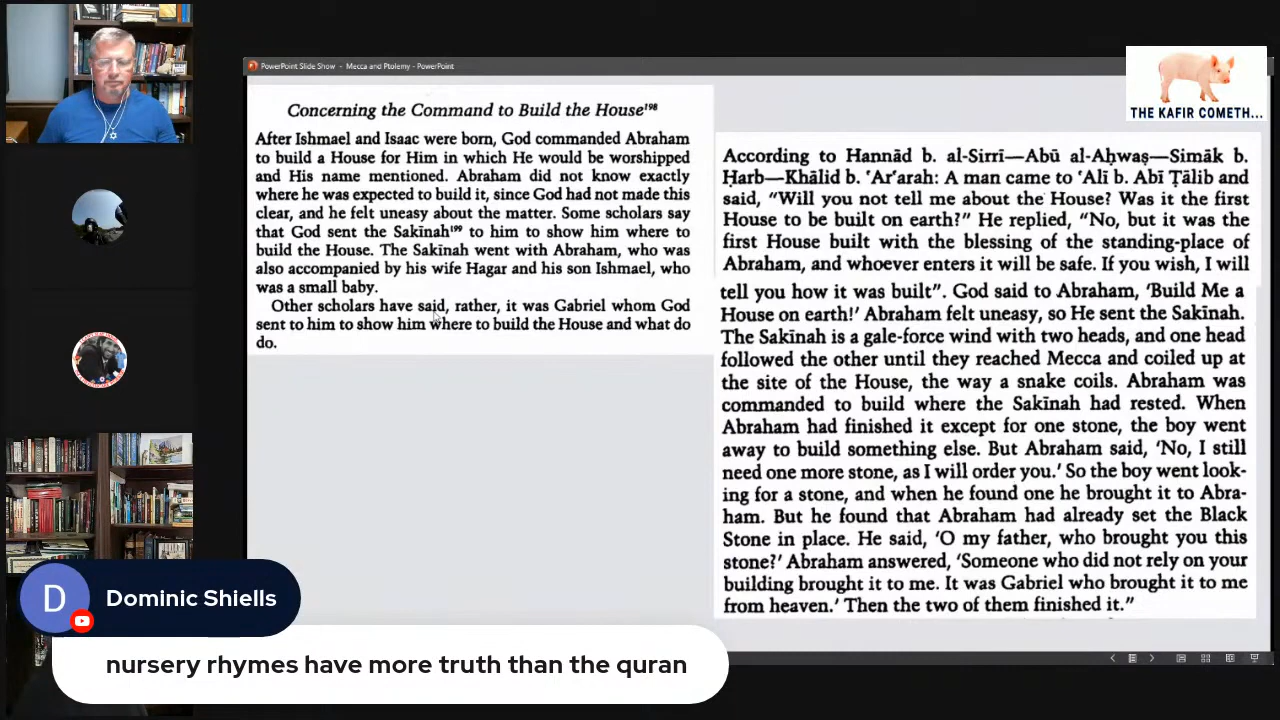 PowerPoint Slide Show - Mecca and Ptolemy - PowerPoint
THE KAFIR COMETH...
Concerning the Command to Build the House¹⁹⁸
After Ishmael and Isaac were born, God commanded Abraham
to build a House for Him in which He would be worshipped
and His name mentioned. Abraham did not know exactly
where he was expected to build it, since God had not made this
clear, and he felt uneasy about the matter. Some scholars say
that God sent the Sakīnah¹⁹⁹ to him to show him where to
build the House. The Sakīnah went with Abraham, who was
also accompanied by his wife Hagar and his son Ishmael, who
was a small baby.
Other scholars have said, rather, it was Gabriel whom God
sent to him to show him where to build the House and what do
do.
According to Hannād b. al-Sirrī—Abū al-Aḥwaṣ—Simāk b.
Ḥarb—Khālid b. 'Ar'arah: A man came to 'Alī b. Abī Ṭālib and
said, "Will you not tell me about the House? Was it the first
House to be built on earth?" He replied, "No, but it was the
first House built with the blessing of the standing-place of
Abraham, and whoever enters it will be safe. If you wish, I will
tell you how it was built". God said to Abraham, 'Build Me a
House on earth!' Abraham felt uneasy, so He sent the Sakīnah.
The Sakīnah is a gale-force wind with two heads, and one head
followed the other until they reached Mecca and coiled up at
the site of the House, the way a snake coils. Abraham was
commanded to build where the Sakīnah had rested. When
Abraham had finished it except for one stone, the boy went
away to build something else. But Abraham said, 'No, I still
need one more stone, as I will order you.' So the boy went look-
ing for a stone, and when he found one he brought it to Abra-
ham. But he found that Abraham had already set the Black
Stone in place. He said, 'O my father, who brought you this
stone?' Abraham answered, 'Someone who did not rely on your
building brought it to me. It was Gabriel who brought it to me
from heaven.' Then the two of them finished it."
D
Dominic Shiells
nursery rhymes have more truth than the quran